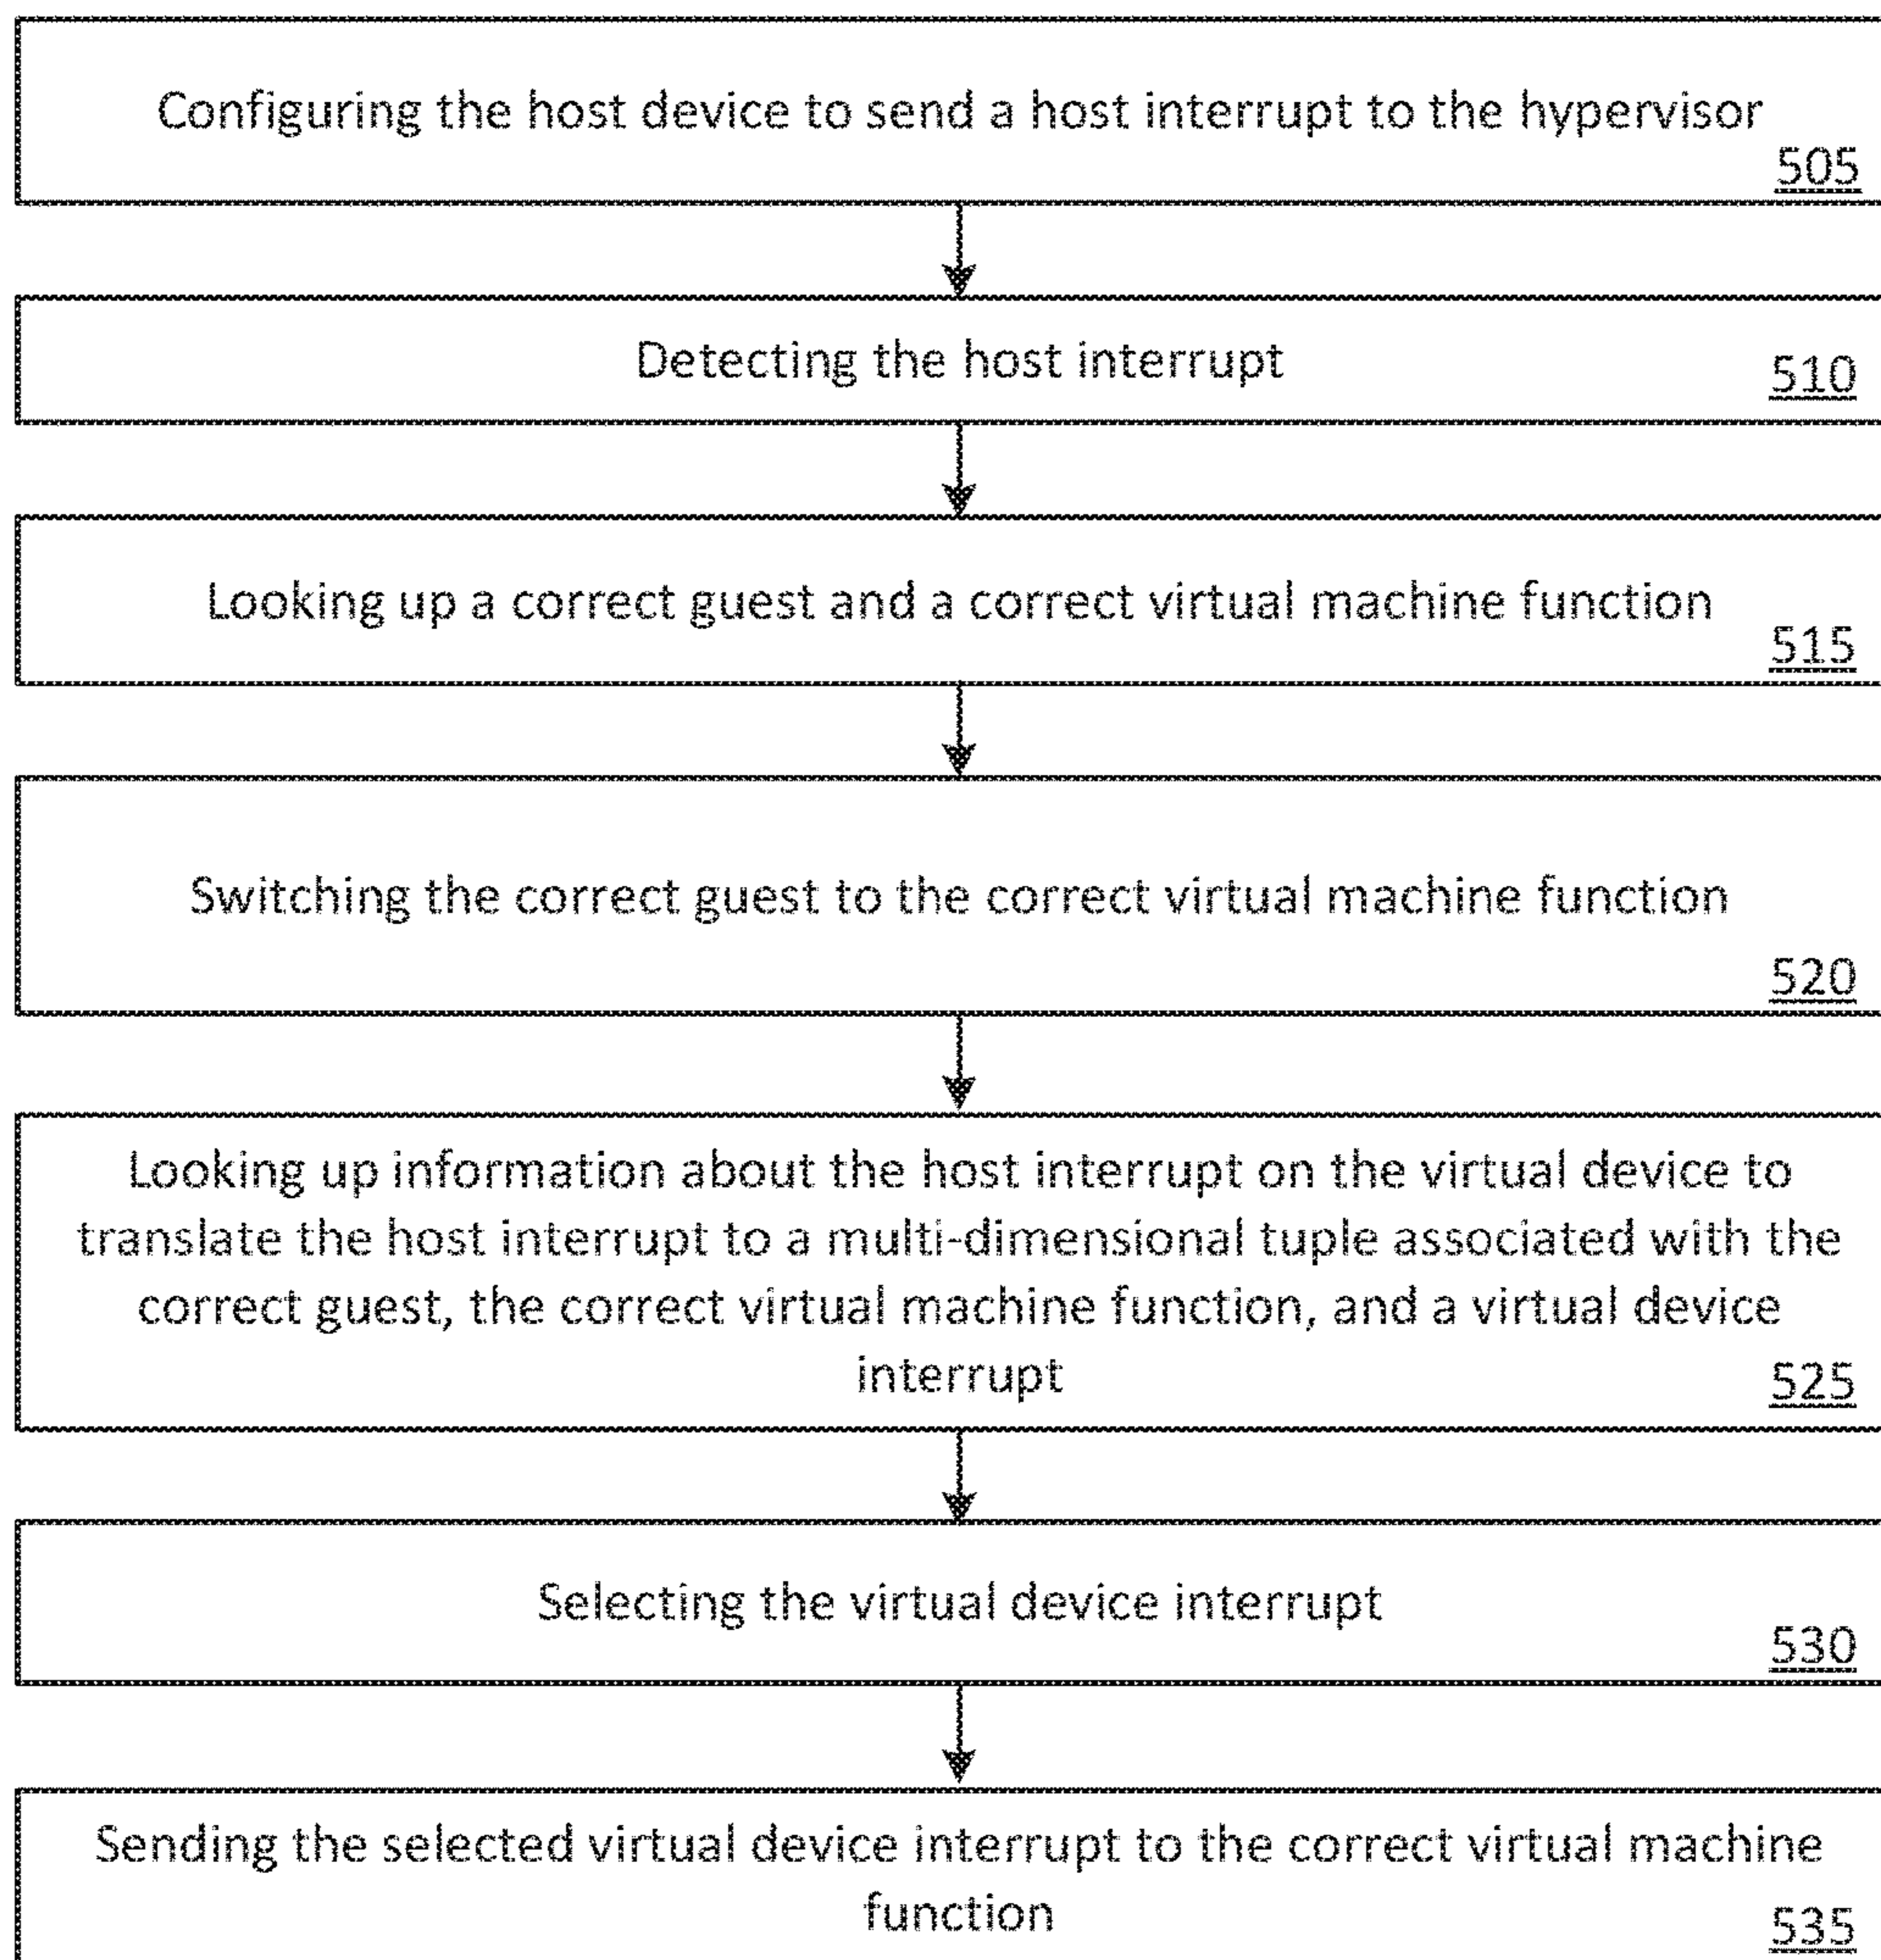 Configuring the host device to send a host interrupt to the hypervisor
505
Detecting the host interrupt
510
Looking up a correct guest and a correct virtual machine function
515
Switching the correct guest to the correct virtual machine function
520
Looking up information about the host interrupt on the virtual device to
translate the host interrupt to a multi-dimensional tuple associated with the
correct guest, the correct virtual machine function, and a virtual device
interrupt
525
Selecting the virtual device interrupt
530
Sending the selected virtual device interrupt to the correct virtual machine
function
535